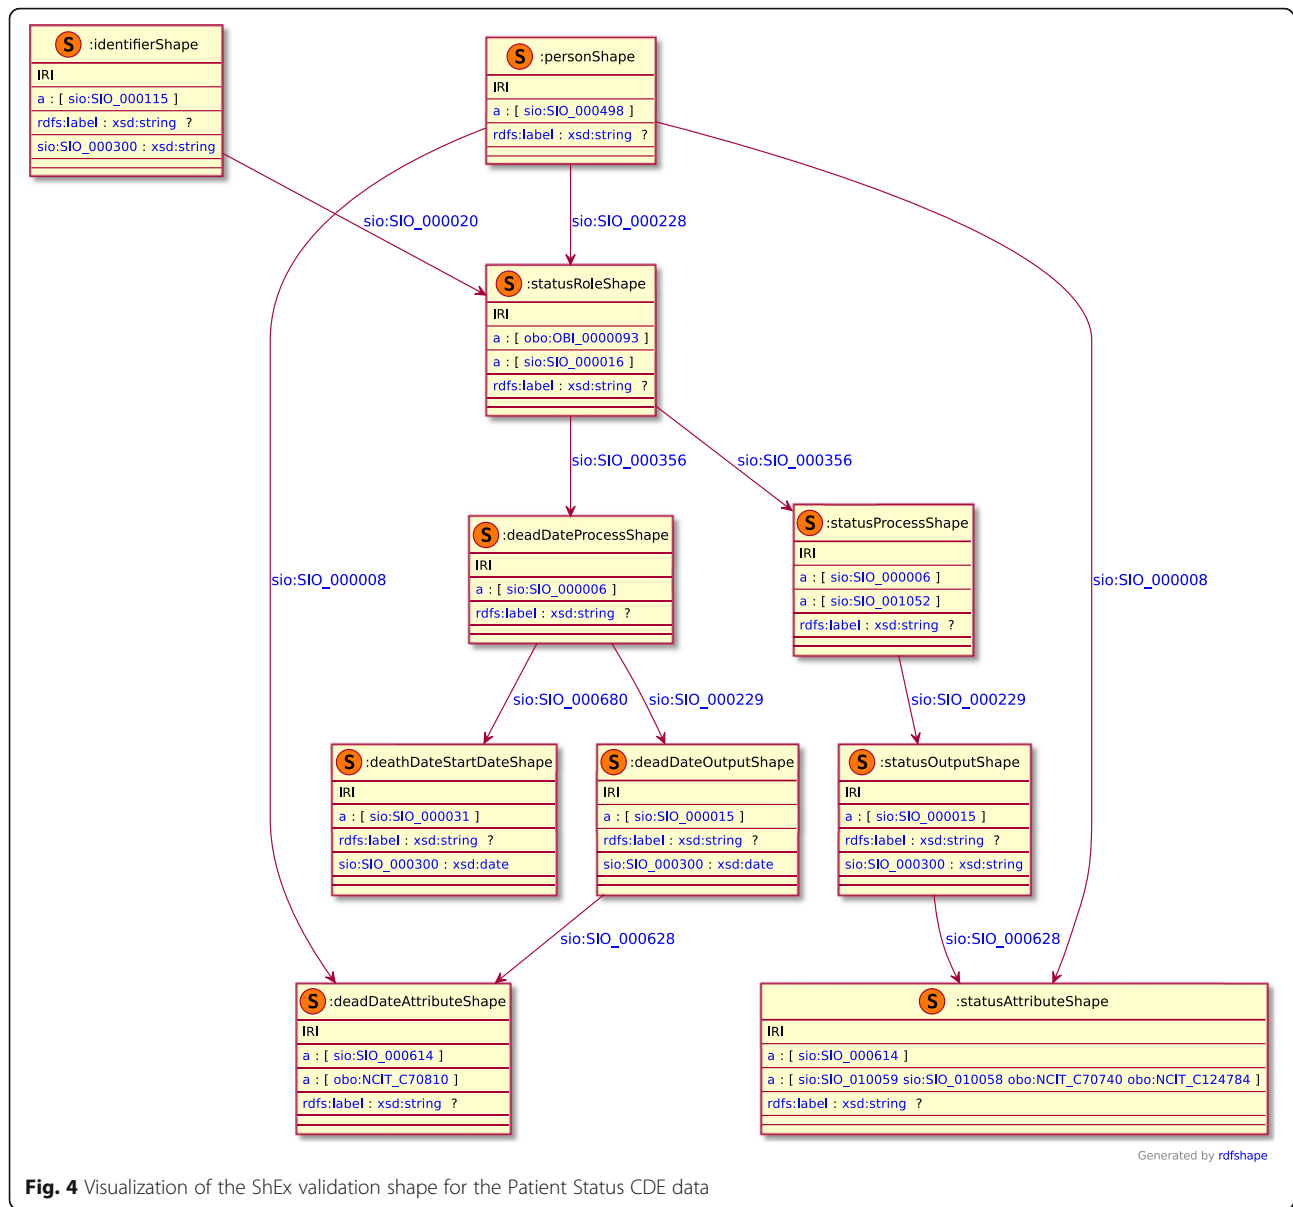 S :identifierShape
IRI
a : [ sio:SIO_000115 ]
rdfs:label : xsd:string ?
sio:SIO_000300 : xsd:string
S :personShape
IRI
a : [ sio:SIO_000498 ]
rdfs:label : xsd:string ?
sio:SIO_000020
sio:SIO_000228
S :statusRoleShape
IRI
a : [ obo:OBI_0000093 ]
a : [ sio:SIO_000016 ]
rdfs:label : xsd:string ?
sio:SIO_000356
sio:SIO_000356
S :deadDateProcessShape
IRI
a : [ sio:SIO_000006 ]
rdfs:label : xsd:string ?
S :statusProcessShape
IRI
a : [ sio:SIO_000006 ]
a : [ sio:SIO_001052 ]
rdfs:label : xsd:string ?
sio:SIO_000008
sio:SIO_000008
sio:SIO_000680
sio:SIO_000229
sio:SIO_000229
S :deathDateStartDateShape
IRI
a : [ sio:SIO_000031 ]
rdfs:label : xsd:string ?
sio:SIO_000300 : xsd:date
S :deadDateOutputShape
IRI
a : [ sio:SIO_000015 ]
rdfs:label : xsd:string ?
sio:SIO_000300 : xsd:date
S :statusOutputShape
IRI
a : [ sio:SIO_000015 ]
rdfs:label : xsd:string ?
sio:SIO_000300 : xsd:string
sio:SIO_000628
sio:SIO_000628
S :deadDateAttributeShape
IRI
a : [ sio:SIO_000614 ]
a : [ obo:NCIT_C70810 ]
rdfs:label : xsd:string ?
S :statusAttributeShape
IRI
a : [ sio:SIO_000614 ]
a : [ sio:SIO_010059 sio:SIO_010058 obo:NCIT_C70740 obo:NCIT_C124784 ]
rdfs:label : xsd:string ?
Generated by rdfshape
Fig. 4 Visualization of the ShEx validation shape for the Patient Status CDE data